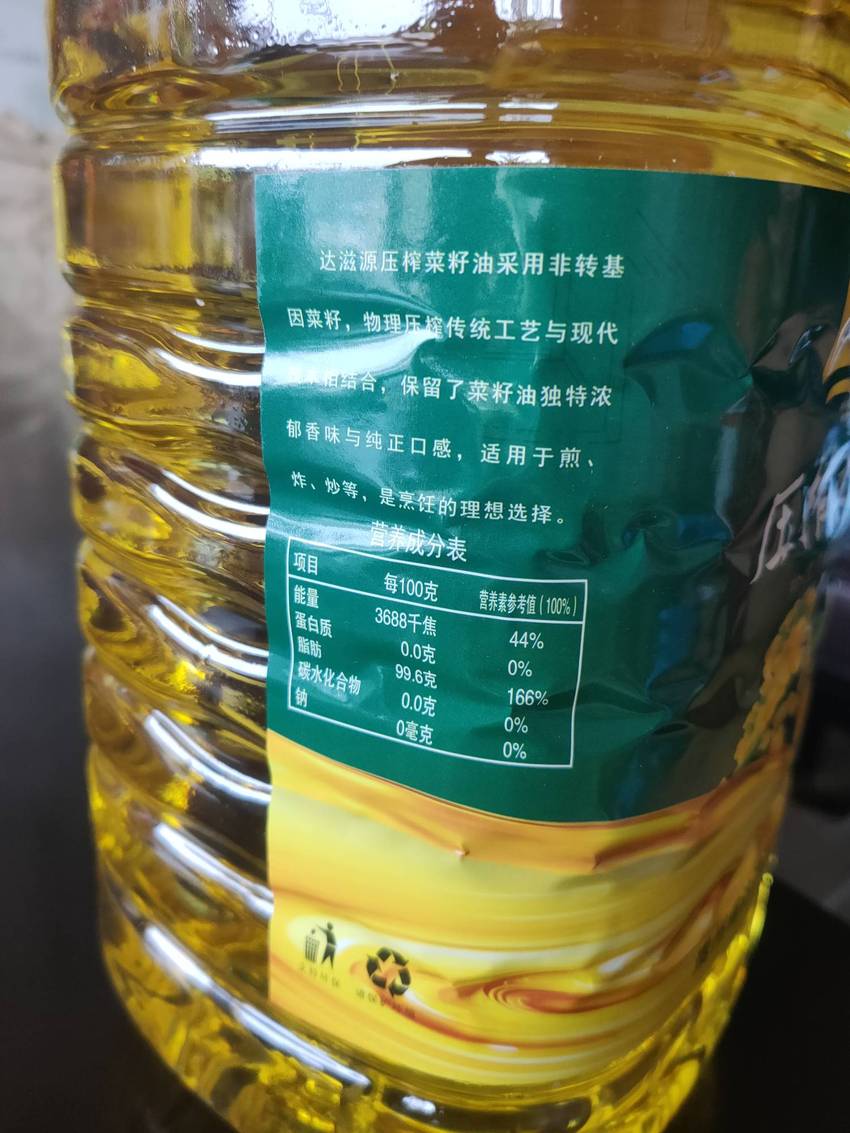 达滋源压榨菜籽油采用非转基
因菜籽，物理压榨传统工艺与现代
相结合，保留了菜籽油独特浓
郁香味与纯正口感，适用于煎、
炸、炒等，是烹饪的理想选择。
营养成分表
项目 每100克 营养素参考值（100%）
能量 3688千焦 44%
蛋白质 0.0克 0%
脂肪 99.6克 166%
碳水化合物 0.0克 0%
钠 0毫克 0%
压榨